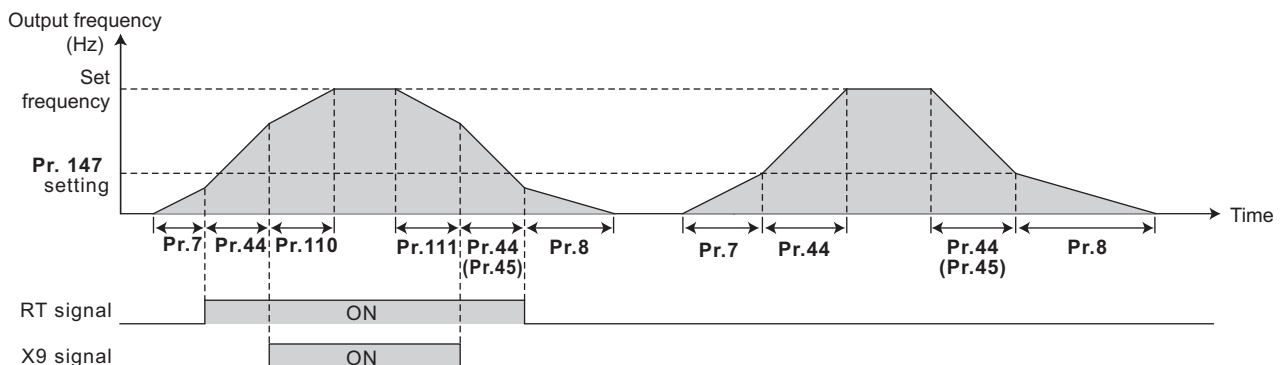 Output frequency
(Hz)
Set
frequency
Pr. 147
setting
Time
Pr.7 Pr.44 Pr.110 Pr.111 Pr.44 Pr.8 Pr.7 Pr.44 Pr.44 Pr.8
(Pr.45) (Pr.45)
RT signal ON
X9 signal ON